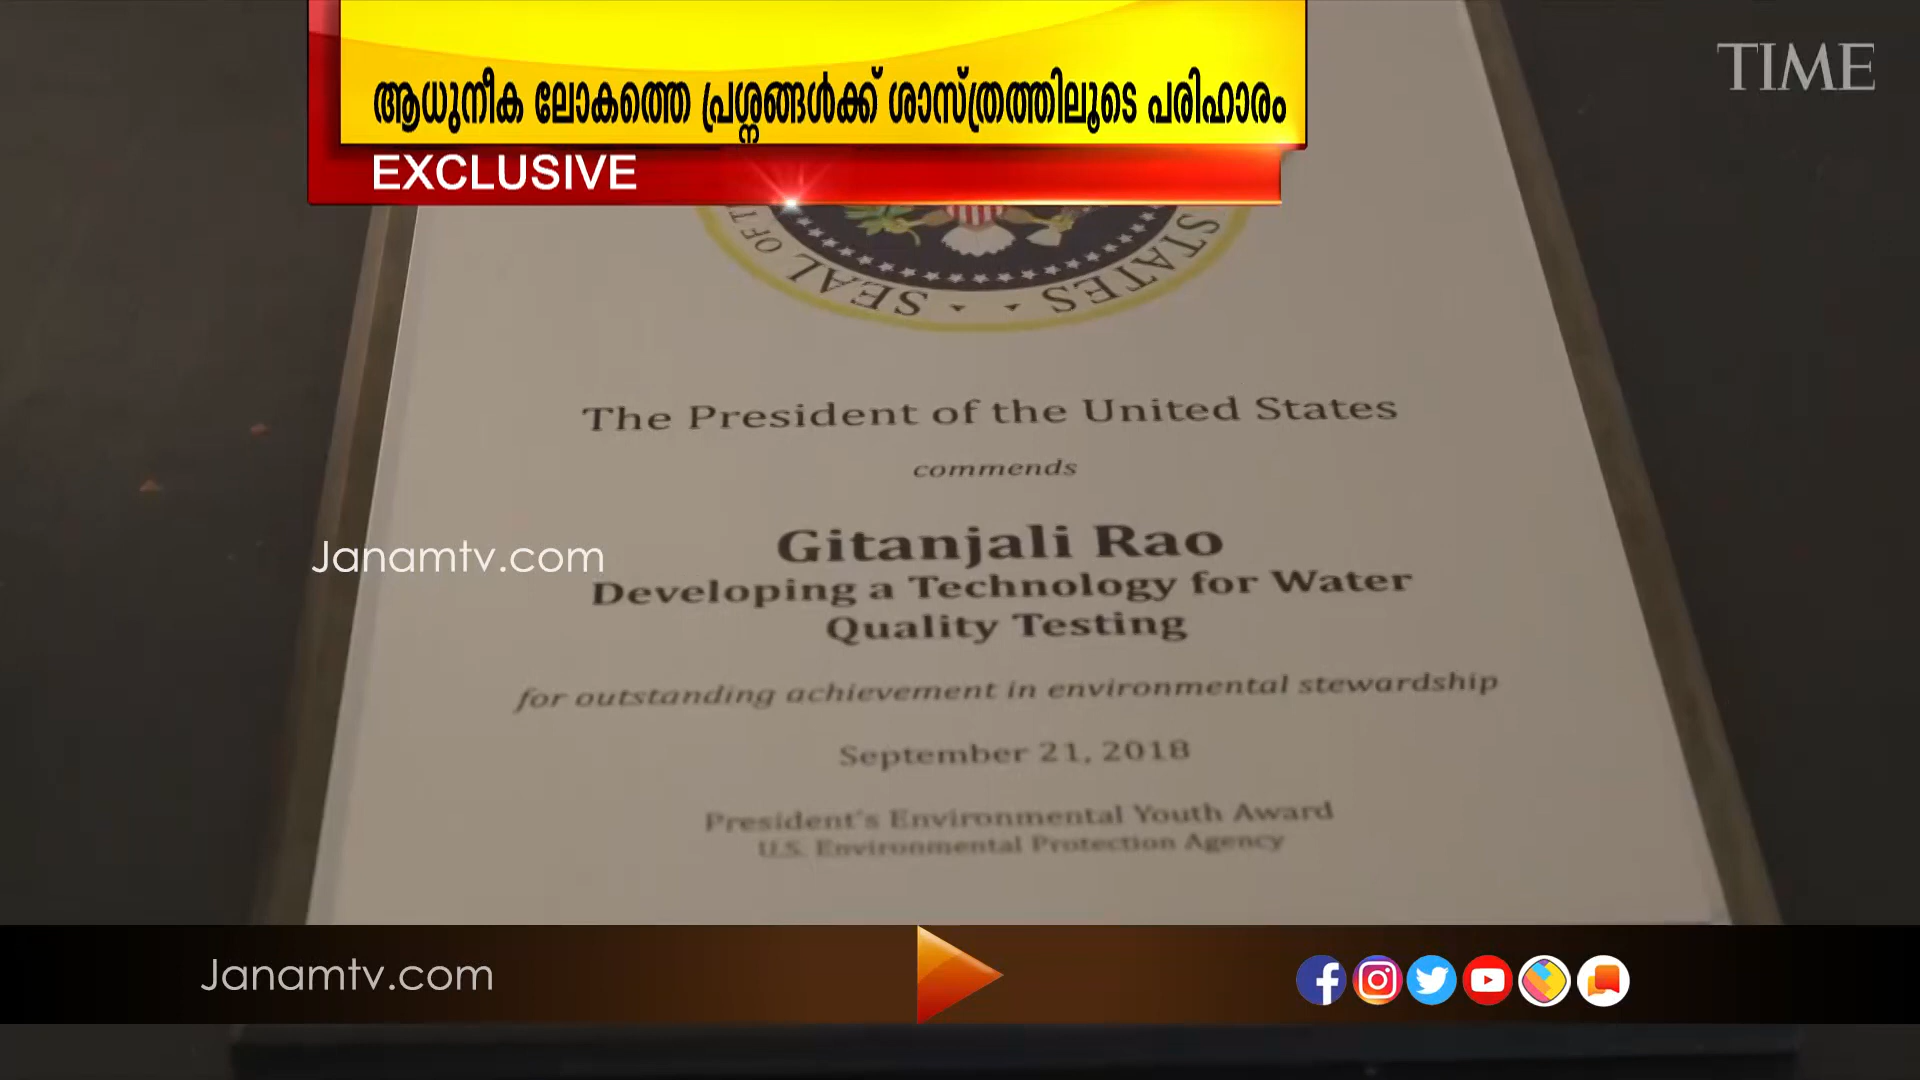 ആധുനീക ലോകത്തെ പ്രശ്നങ്ങൾക്ക് ശാസ്ത്രത്തിലൂടെ പരിഹാരം
TIME
EXCLUSIVE
SEAL OF STATES
The President of the United States
commends
Gitanjali Rao
Janamtv.com
Developing a Technology for Water
Quality Testing
for outstanding achievement in environmental stewardship
September 21, 2018
President's Environmental Youth Award
U.S. Environmental Protection Agency
Janamtv.com